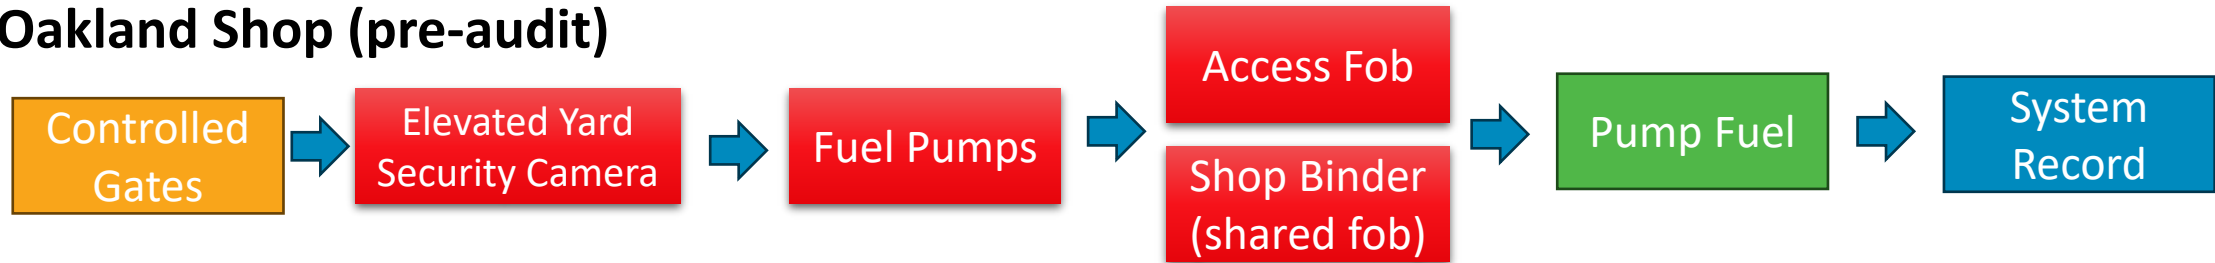 Oakland Shop (pre-audit)
Controlled
Gates
Elevated Yard
Security Camera
Fuel Pumps
Access Fob
Shop Binder
(shared fob)
Pump Fuel
System
Record